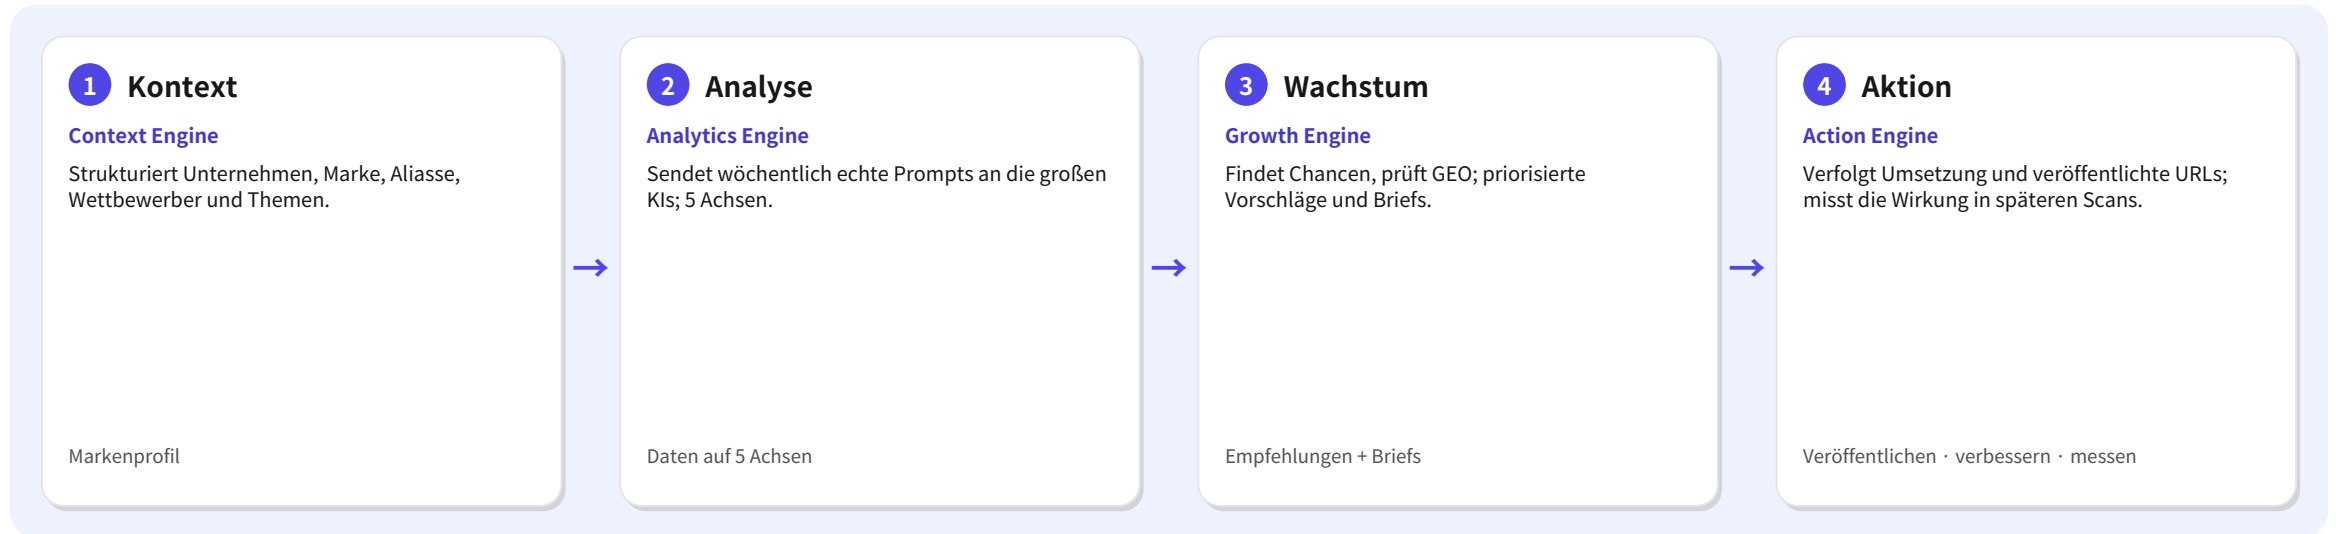 1 Kontext
Context Engine
Strukturiert Unternehmen, Marke, Aliasse,
Wettbewerber und Themen.
Markenprofil
→
2 Analyse
Analytics Engine
Sendet wöchentlich echte Prompts an die großen
KIs; 5 Achsen.
Daten auf 5 Achsen
→
3 Wachstum
Growth Engine
Findet Chancen, prüft GEO; priorisierte
Vorschläge und Briefs.
Empfehlungen + Briefs
→
4 Aktion
Action Engine
Verfolgt Umsetzung und veröffentlichte URLs;
misst die Wirkung in späteren Scans.
Veröffentlichen · verbessern · messen